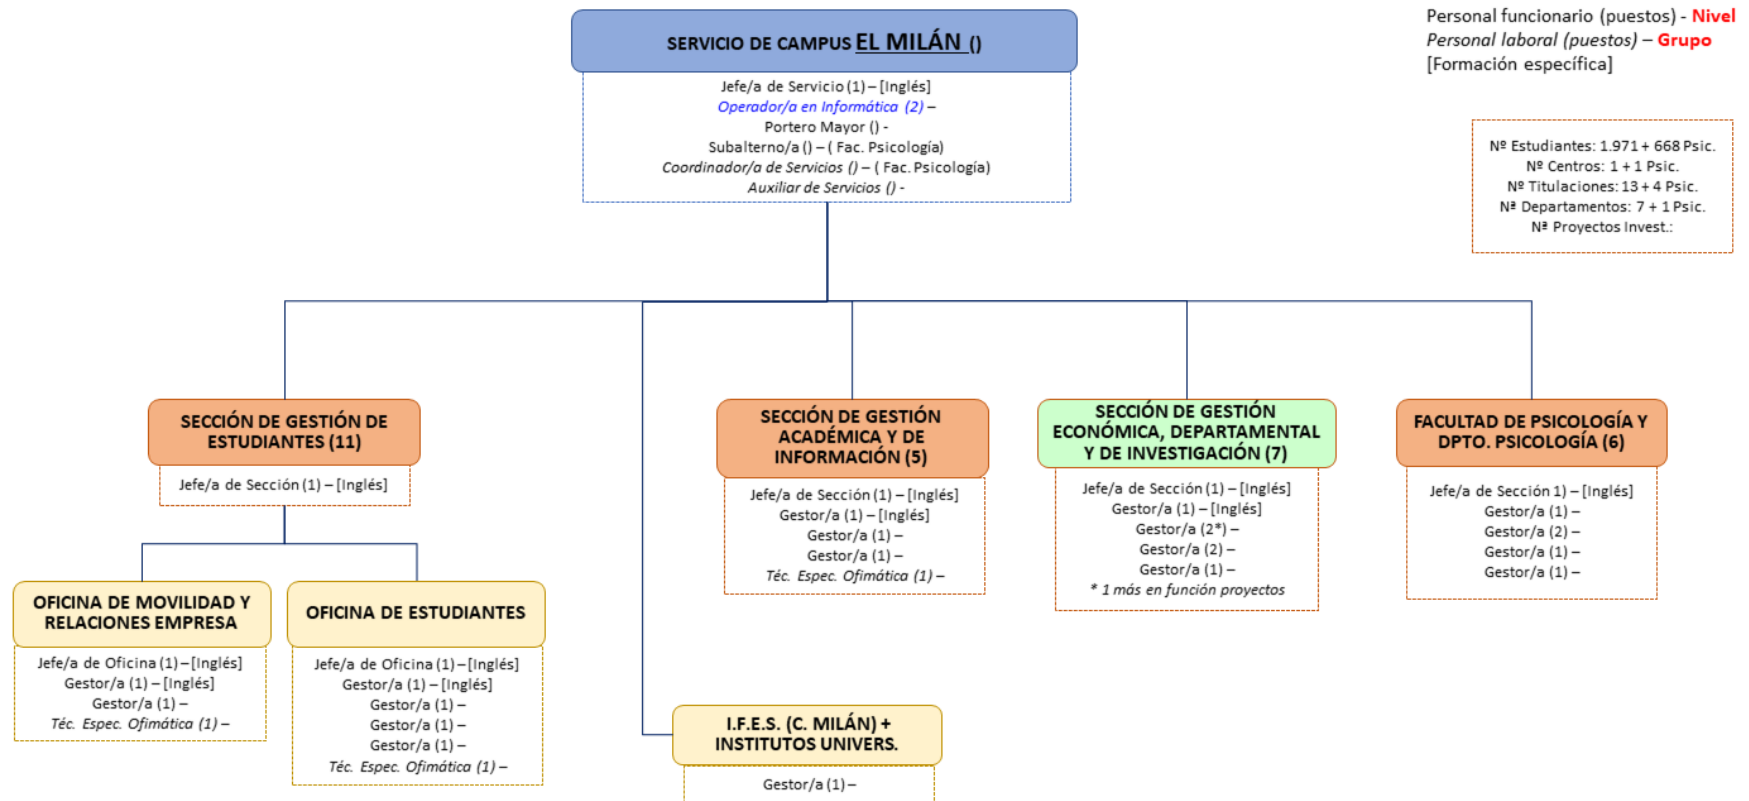 Personal funcionario (puestos) - Nivel
Personal laboral (puestos) – Grupo
[Formación específica]
SERVICIO DE CAMPUS EL MILÁN ()
Jefe/a de Servicio (1) – [Inglés]
Operador/a en Informática (2) –
Portero Mayor () -
Subalterno/a () – ( Fac. Psicología)
Coordinador/a de Servicios () – ( Fac. Psicología)
Auxiliar de Servicios () -
Nº Estudiantes: 1.971 + 668 Psic.
Nº Centros: 1 + 1 Psic.
Nº Titulaciones: 13 + 4 Psic.
Nª Departamentos: 7 + 1 Psic.
Nª Proyectos Invest.:
SECCIÓN DE GESTIÓN DE
ESTUDIANTES (11)
Jefe/a de Sección (1) – [Inglés]
OFICINA DE MOVILIDAD Y
RELACIONES EMPRESA
Jefe/a de Oficina (1) – [Inglés]
Gestor/a (1) – [Inglés]
Gestor/a (1) –
Téc. Espec. Ofimática (1) –
OFICINA DE ESTUDIANTES
Jefe/a de Oficina (1) – [Inglés]
Gestor/a (1) – [Inglés]
Gestor/a (1) –
Gestor/a (1) –
Gestor/a (1) –
Téc. Espec. Ofimática (1) –
I.F.E.S. (C. MILÁN) +
INSTITUTOS UNIVERS.
Gestor/a (1) –
SECCIÓN DE GESTIÓN
ACADÉMICA Y DE
INFORMACIÓN (5)
Jefe/a de Sección (1) – [Inglés]
Gestor/a (1) – [Inglés]
Gestor/a (1) –
Gestor/a (1) –
Téc. Espec. Ofimática (1) –
SECCIÓN DE GESTIÓN
ECONÓMICA, DEPARTAMENTAL
Y DE INVESTIGACIÓN (7)
Jefe/a de Sección (1) – [Inglés]
Gestor/a (1) – [Inglés]
Gestor/a (2*) –
Gestor/a (2) –
Gestor/a (1) –
* 1 más en función proyectos
FACULTAD DE PSICOLOGÍA Y
DPTO. PSICOLOGÍA (6)
Jefe/a de Sección 1) – [Inglés]
Gestor/a (1) –
Gestor/a (2) –
Gestor/a (1) –
Gestor/a (1) –